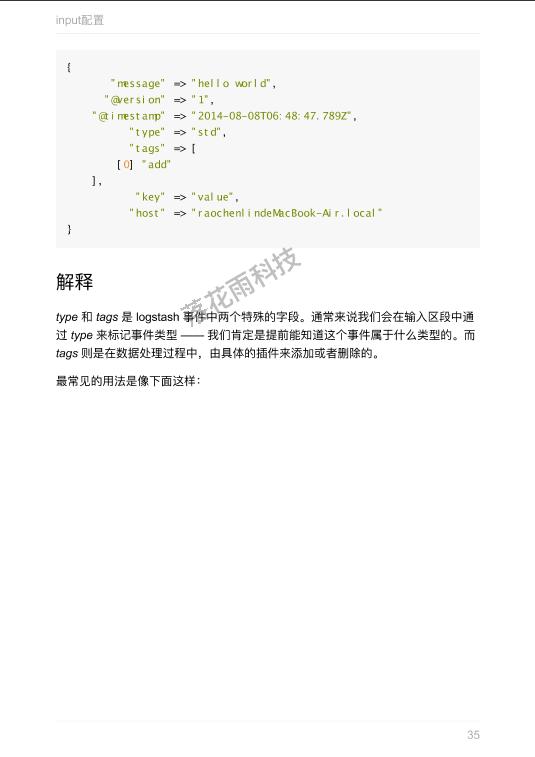 input配置
{
"message" => "hello world",
"@version" => "1",
"@timestamp" => "2014-08-08T06:48:47.789Z",
"type" => "std",
"tags" => [
[0] "add"
],
"key" => "value",
"host" => "raochenlindeMacBook-Air.local"
}
解释
落花雨科技
type 和 tags 是 logstash 事件中两个特殊的字段。通常来说我们会在输入区段中通
过 type 来标记事件类型 —— 我们肯定是提前能知道这个事件属于什么类型的。而
tags 则是在数据处理过程中，由具体的插件来添加或者删除的。
最常见的用法是像下面这样：
35